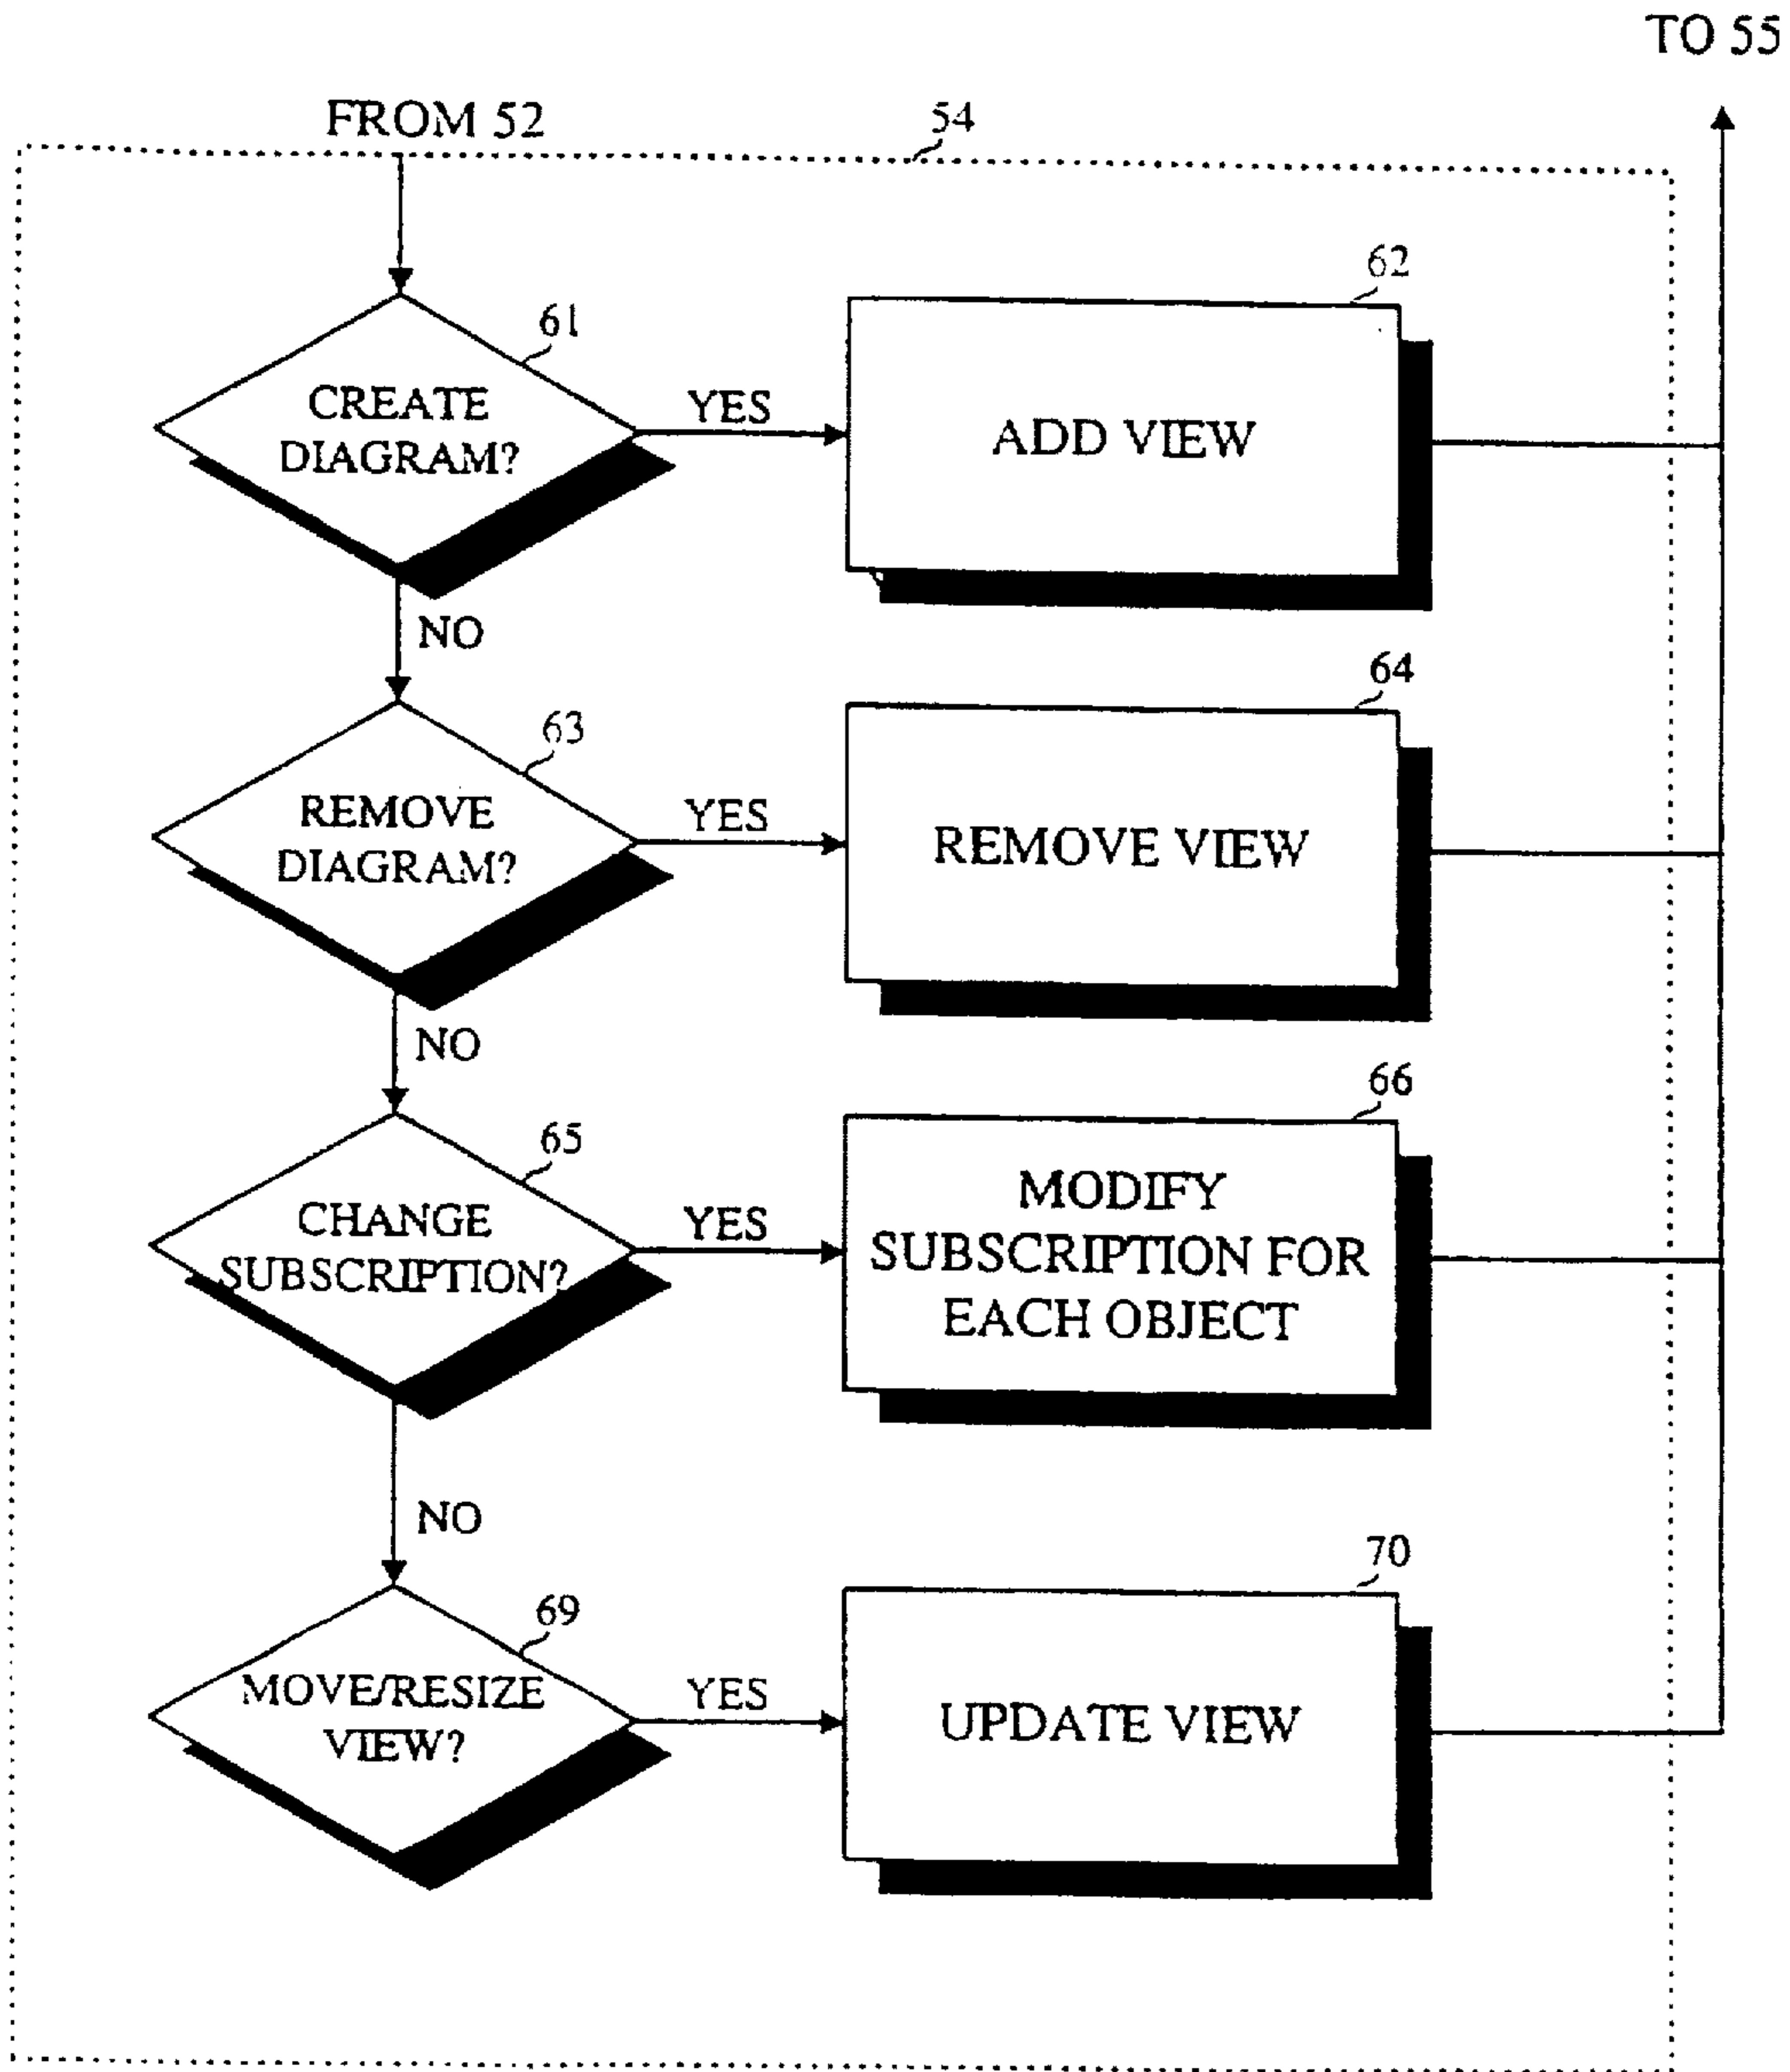 TO 55
FROM 52
54
61
CREATE
DIAGRAM?
YES
62
ADD VIEW
NO
63
REMOVE
DIAGRAM?
YES
64
REMOVE VIEW
NO
65
CHANGE
SUBSCRIPTION?
YES
66
MODIFY
SUBSCRIPTION FOR
EACH OBJECT
NO
69
MOVE/RESIZE
VIEW?
YES
70
UPDATE VIEW